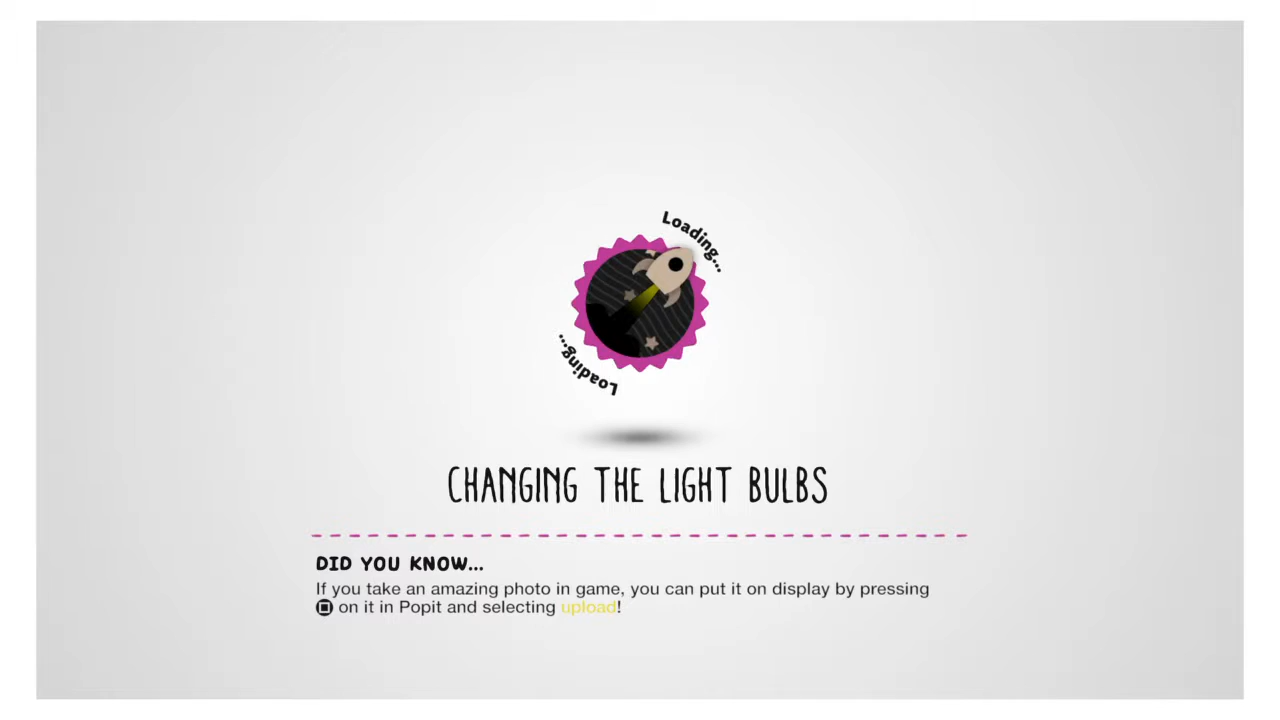 Loading...
Loading...
CHANGING THE LIGHT BULBS
DID YOU KNOW...
If you take an amazing photo in game, you can put it on display by pressing
on it in Popit and selecting upload!